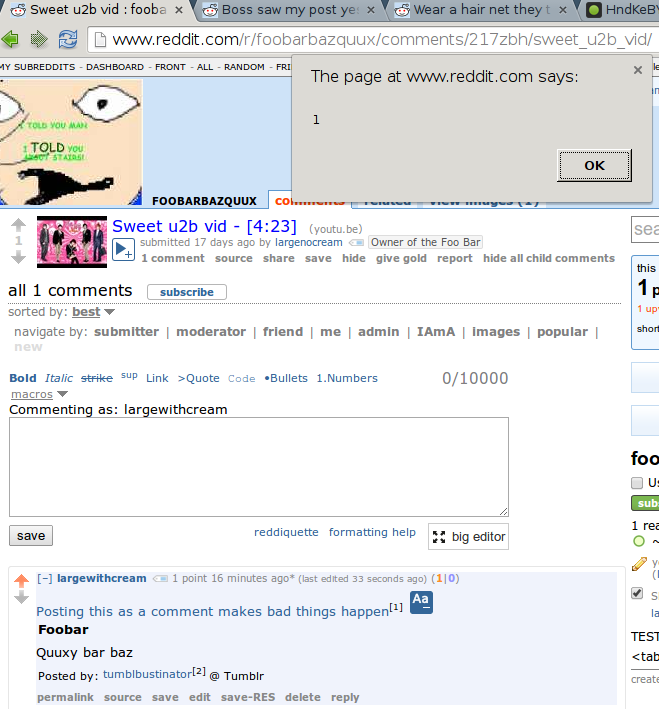 Sweet u2b vid : fooba
Boss saw my post yes
Wear a hair net they t
HndKeBY
www.reddit.com/r/foobarbazquux/comments/217zbh/sweet_u2b_vid/
MY SUBREDDITS - DASHBOARD - FRONT - ALL - RANDOM - FRI
The page at www.reddit.com says:
1
OK
I TOLD YOU MAN
I TOLD YOU
ABOUT STAIRS!
FOOBARBAZQUUX
comments
related
view images (1)
1
Sweet u2b vid - [4:23] (youtu.be)
submitted 17 days ago by largenocream Owner of the Foo Bar
1 comment source share save hide give gold report hide all child comments
sea
this
1 p
1 upv
short
all 1 comments subscribe
sorted by: best
navigate by: submitter | moderator | friend | me | admin | IAmA | images | popular |
new
Bold Italic strike sup Link >Quote Code •Bullets 1.Numbers 0/10000
macros
Commenting as: largewithcream
save
reddiquette formatting help big editor
foo
Us
sub
1 rea
~
yo
S
la
TEST
<tab
create
[–] largewithcream 1 point 16 minutes ago* (last edited 33 seconds ago) (1|0)
Posting this as a comment makes bad things happen[1] Aa
Foobar
Quuxy bar baz
Posted by: tumblbustinator[2] @ Tumblr
permalink source save edit save-RES delete reply